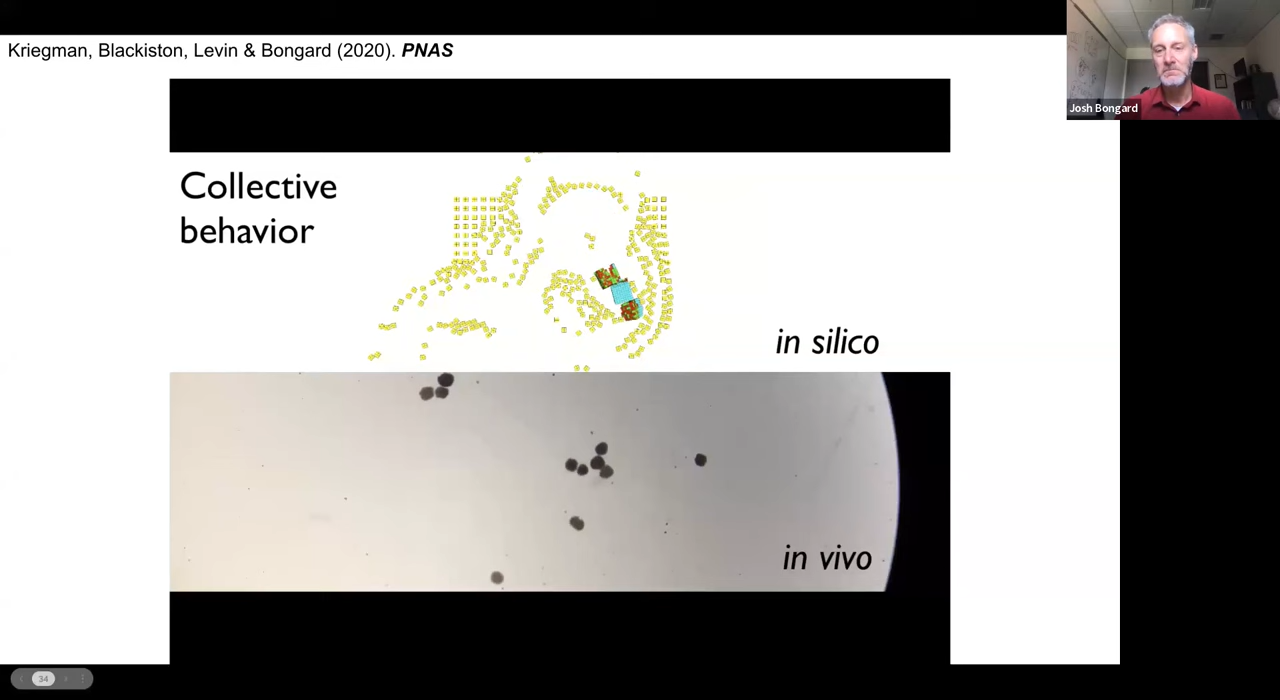 Kriegman, Blackiston, Levin & Bongard (2020). PNAS
Josh Bongard
Collective
behavior
in silico
in vivo
34